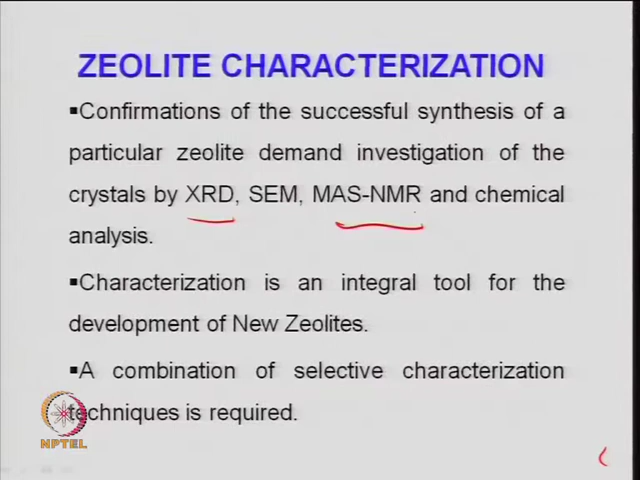 ZEOLITE CHARACTERIZATION
▪Confirmations of the successful synthesis of a
particular zeolite demand investigation of the
crystals by XRD, SEM, MAS-NMR and chemical
analysis.
▪Characterization is an integral tool for the
development of New Zeolites.
▪A combination of selective characterization
techniques is required.
NPTEL